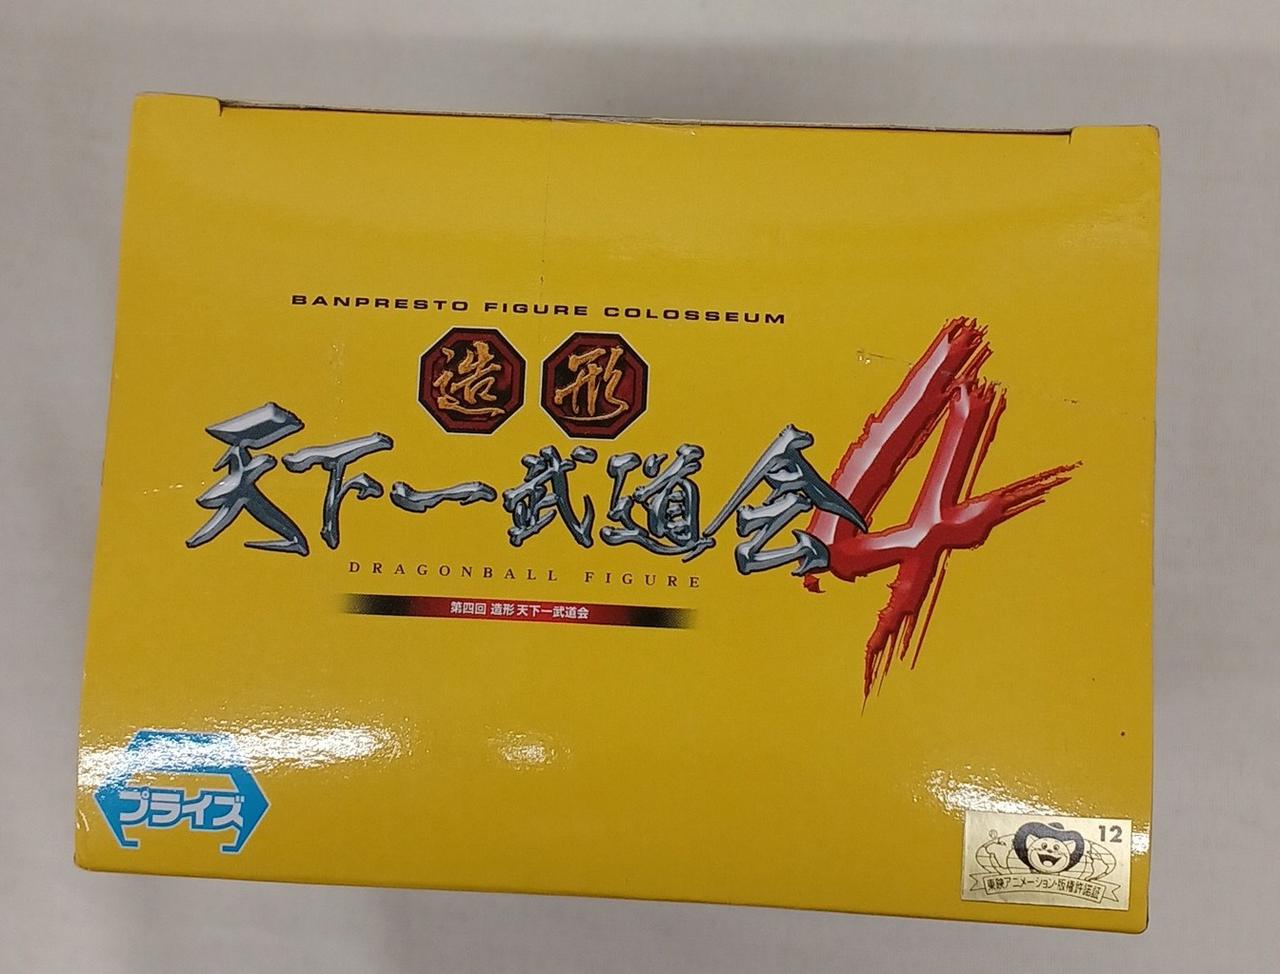 BANPRESTO FIGURE COLOSSEUM
造形
天下一武道会4
DRAGONBALL FIGURE
第四回 造形 天下一武道会
プライズ
12
東映アニメーション・版権許諾証